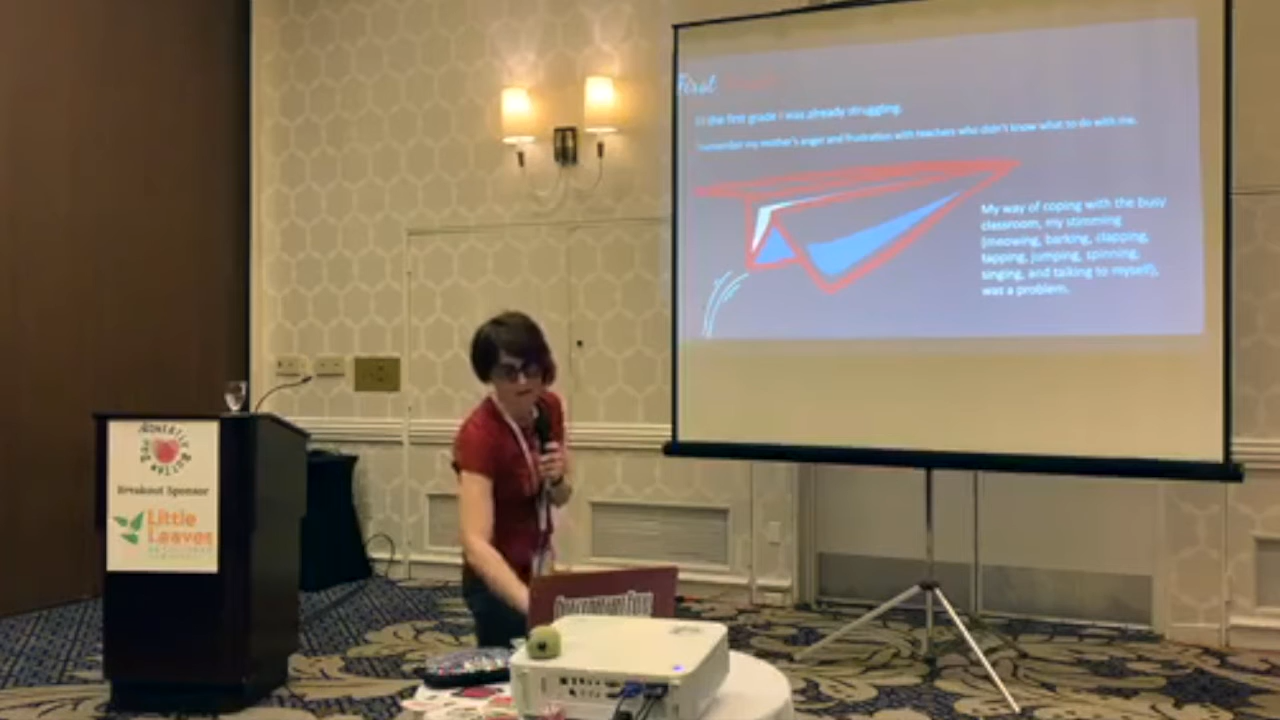 First
In the first grade I was already struggling.
I remember my mother's anger and frustration with teachers who didn't know what to do with me.
My way of coping with the busy
classroom, my stimming
(meowing, barking, clapping,
tapping, jumping, spinning,
singing, and talking to myself),
was a problem.
Breakout Sponsor
Little
Leaves